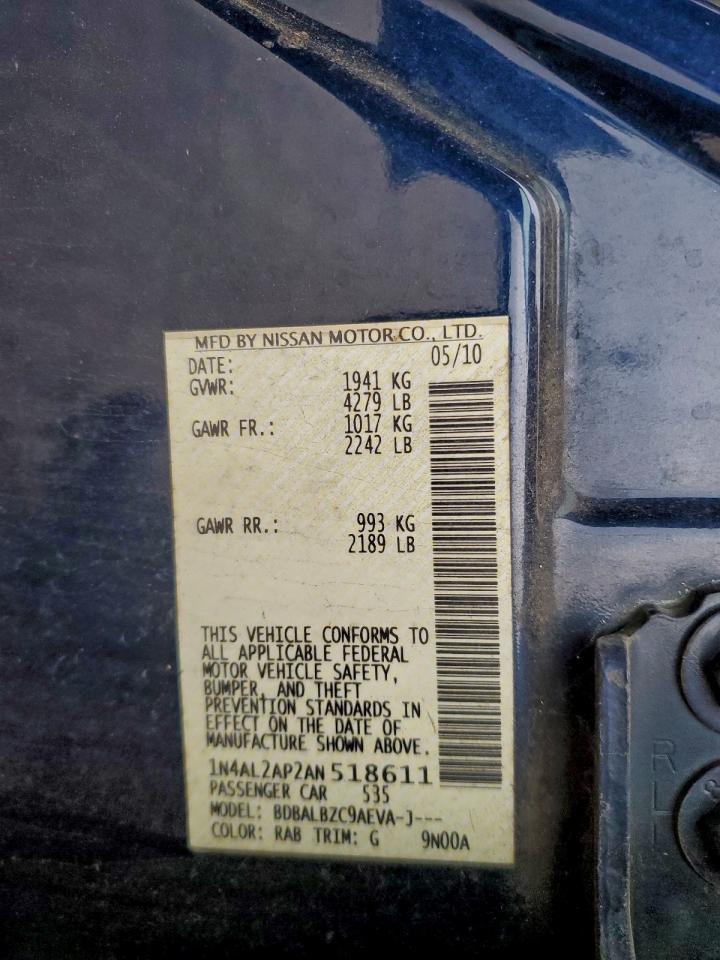 MFD BY NISSAN MOTOR CO., LTD.
DATE: 05/10
GVWR: 1941 KG
4279 LB
GAWR FR.: 1017 KG
2242 LB
GAWR RR.: 993 KG
2189 LB
THIS VEHICLE CONFORMS TO
ALL APPLICABLE FEDERAL
MOTOR VEHICLE SAFETY,
BUMPER, AND THEFT
PREVENTION STANDARDS IN
EFFECT ON THE DATE OF
MANUFACTURE SHOWN ABOVE.
1N4AL2AP2AN518611
PASSENGER CAR 535
MODEL: BDBALBZC9AEVA-J---
COLOR: RAB TRIM: G 9N00A